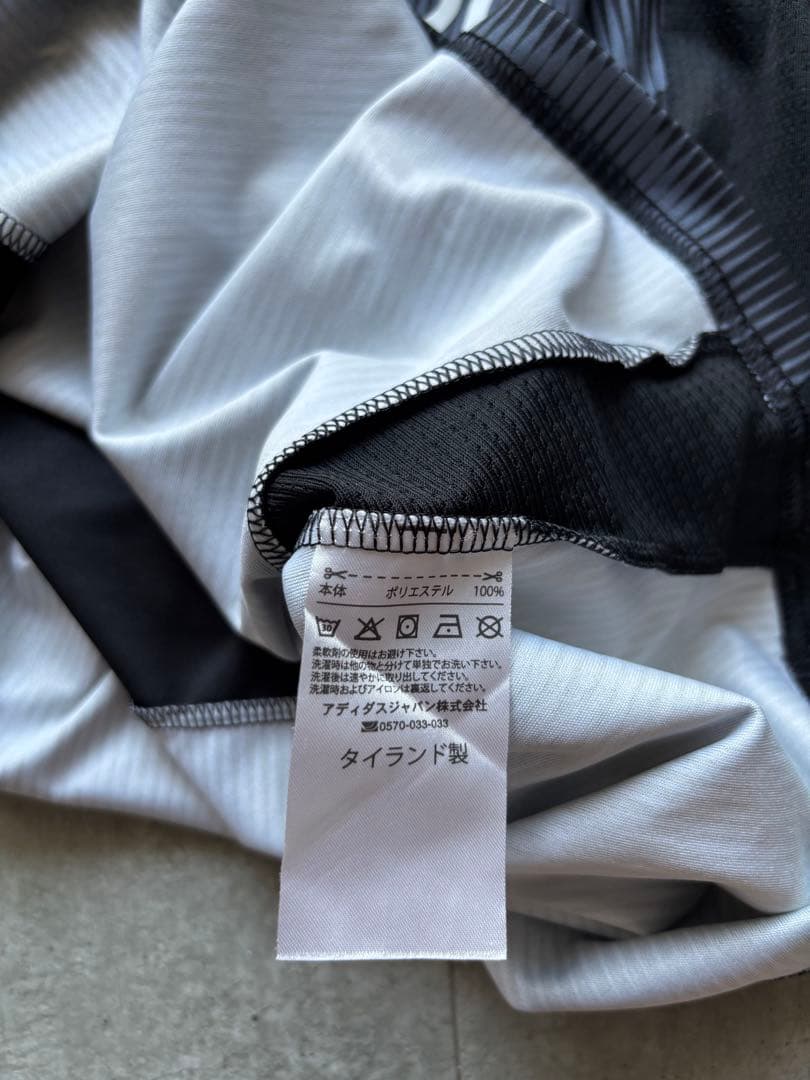 本体 ポリエステル 100%
30
柔軟剤の使用はお避け下さい。
洗濯時は他の物と分けて単独でお洗い下さい。
洗濯後は速やかに取り出してください。
洗濯時およびアイロンは裏返してください。
アディダスジャパン株式会社
0570-033-033
タイランド製